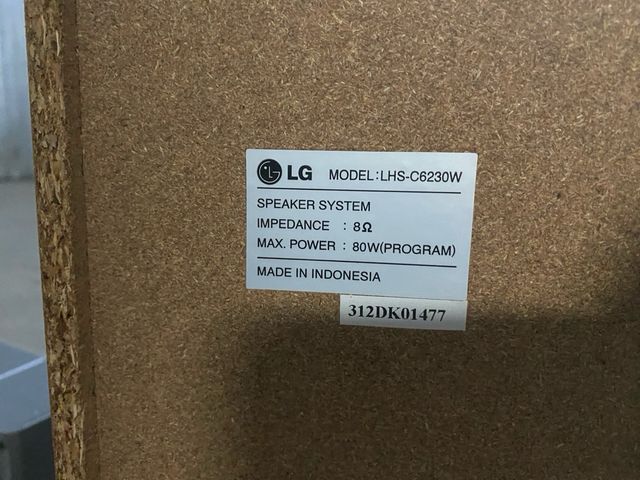 LG MODEL:LHS-C6230W
SPEAKER SYSTEM
IMPEDANCE : 8Ω
MAX. POWER : 80W(PROGRAM)
MADE IN INDONESIA
312DK01477